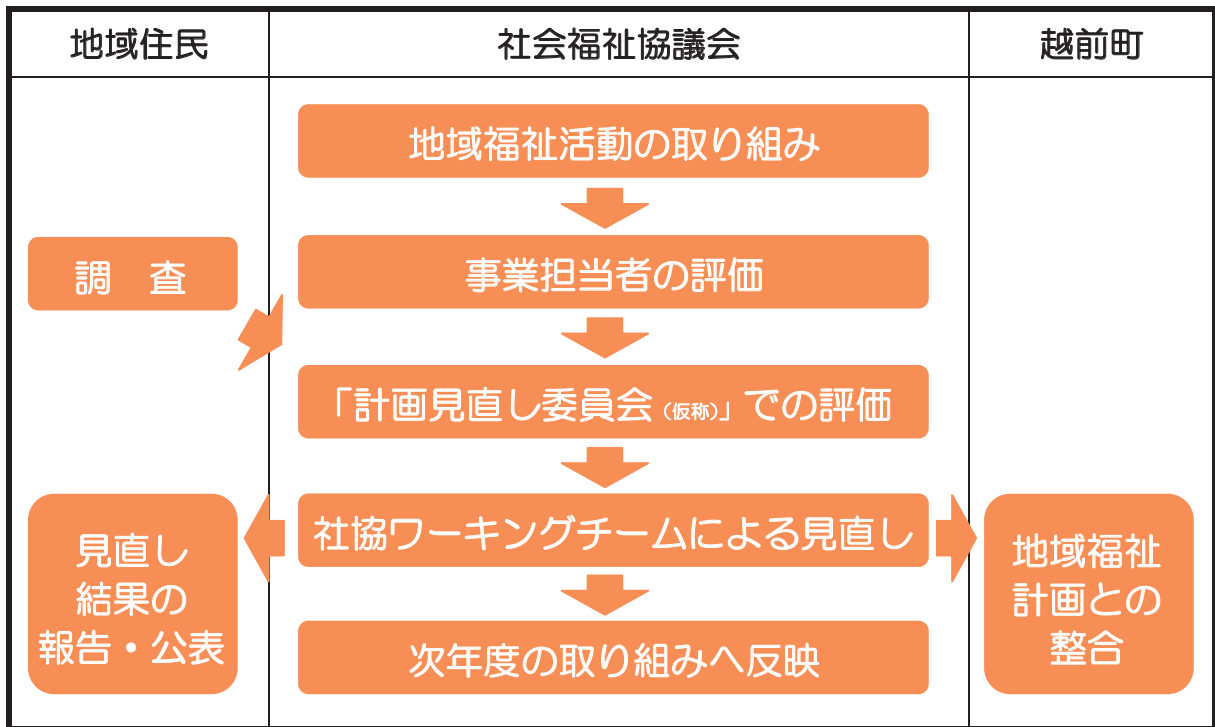 地域住民
社会福祉協議会
越前町
地域福祉活動の取り組み
調　査
事業担当者の評価
「計画見直し委員会（仮称）」での評価
社協ワーキングチームによる見直し
見直し
結果の
報告・公表
地域福祉
計画との
整合
次年度の取り組みへ反映